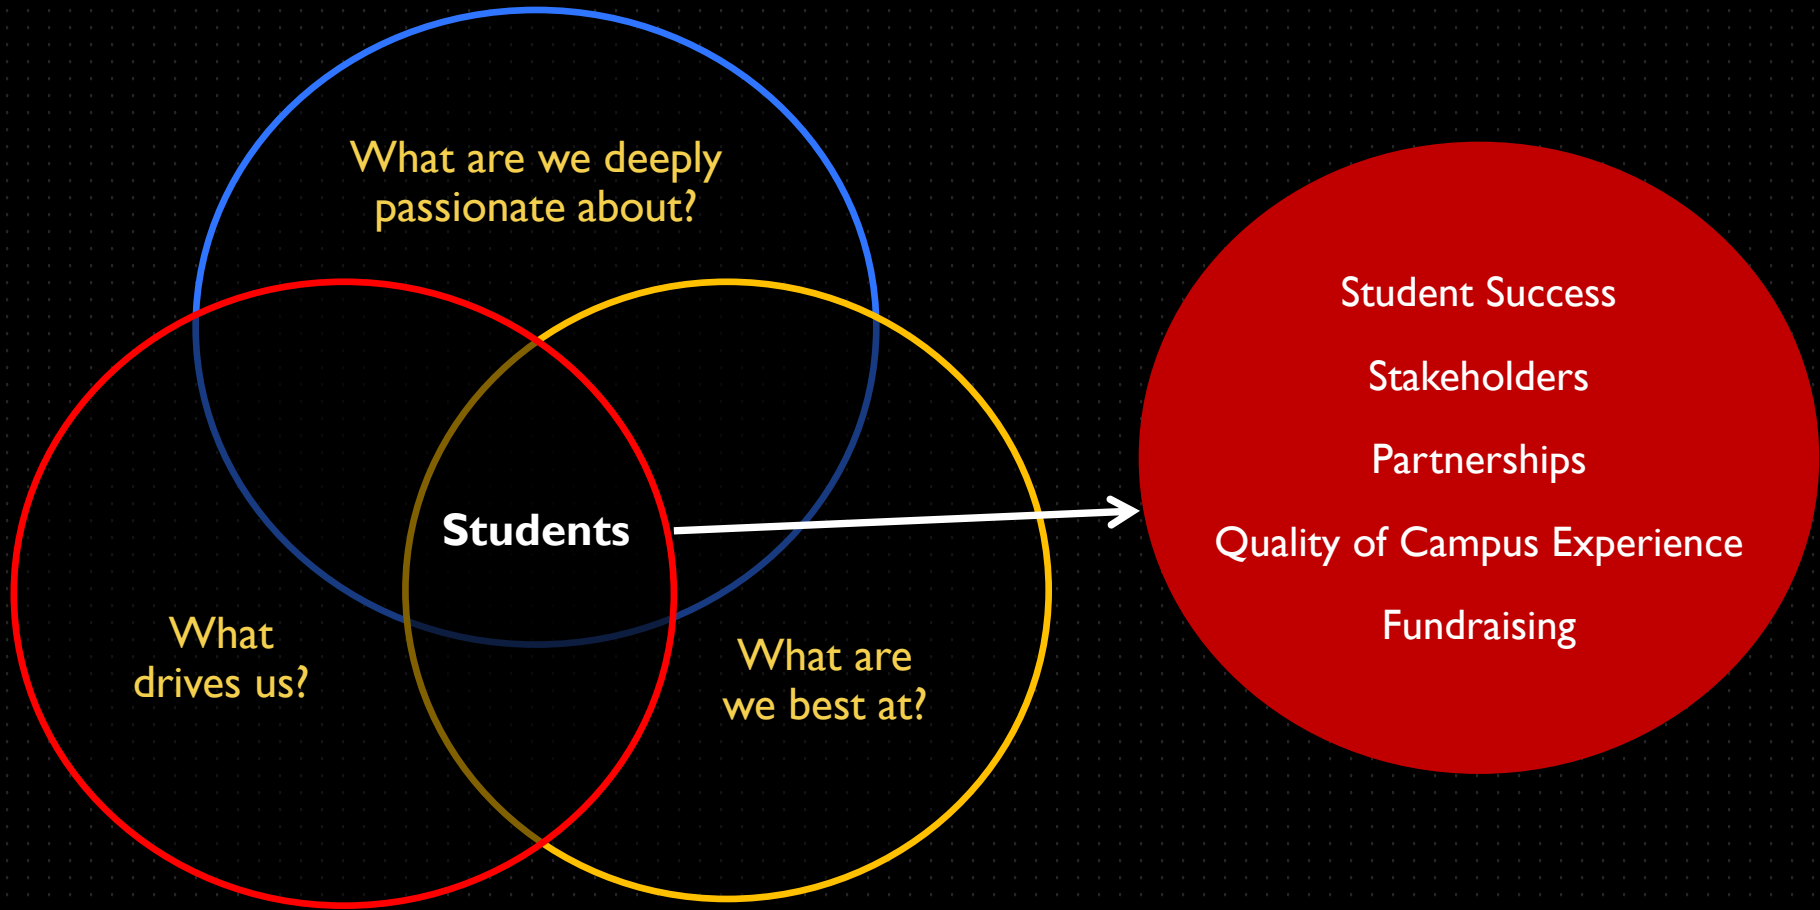 What are we deeply
passionate about?
Students
What
drives us?
What are
we best at?
Student Success
Stakeholders
Partnerships
Quality of Campus Experience
Fundraising